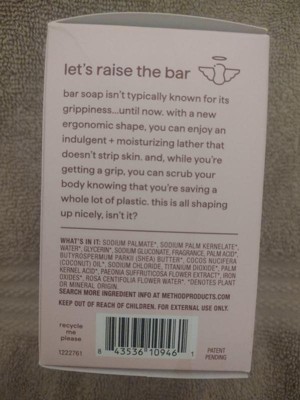 let's raise the bar
bar soap isn't typically known for its
grippiness...until now. with a new
ergonomic shape, you can enjoy an
indulgent + moisturizing lather that
doesn't strip skin. and, while you're
getting a grip, you can scrub your
body knowing that you're saving a
whole lot of plastic. this is all shaping
up nicely, isn't it?
WHAT'S IN IT: SODIUM PALMATE*, SODIUM PALM KERNELATE*,
WATER*, GLYCERIN*, SODIUM GLUCONATE, FRAGRANCE, PALM ACID*,
BUTYROSPERMUM PARKII (SHEA) BUTTER*, COCOS NUCIFERA
(COCONUT) OIL*, SODIUM CHLORIDE, TITANIUM DIOXIDE*, PALM
KERNEL ACID*, PAEONIA SUFFRUTICOSA FLOWER EXTRACT*, IRON
OXIDES*, ROSA CENTIFOLIA FLOWER WATER*. *DENOTES PLANT
OR MINERAL ORIGIN.
SEARCH MORE INGREDIENT INFO AT METHODPRODUCTS.COM
KEEP OUT OF REACH OF CHILDREN. FOR EXTERNAL USE ONLY.
recycle
me
please
1222761
8 43536 10946 1
PATENT
PENDING